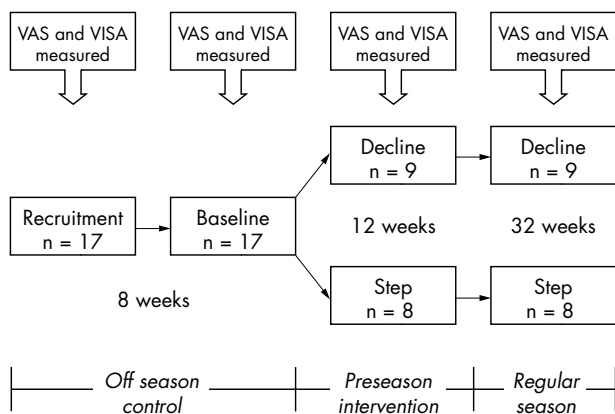 VAS and VISA
measured
VAS and VISA
measured
VAS and VISA
measured
VAS and VISA
measured
Decline
n = 9
Decline
n = 9
Recruitment
n = 17
Baseline
n = 17
12 weeks
32 weeks
8 weeks
Step
n = 8
Step
n = 8
Off season
control
Preseason
intervention
Regular
season